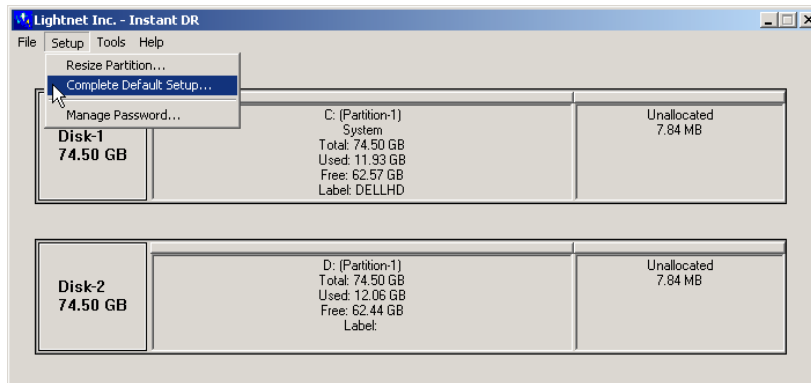 Lightnet Inc. - Instant DR
File Setup Tools Help
Resize Partition...
Complete Default Setup...
Manage Password...
Disk-1
74.50 GB
C: (Partition-1)
System
Total: 74.50 GB
Used: 11.93 GB
Free: 62.57 GB
Label: DELLHD
Unallocated
7.84 MB
Disk-2
74.50 GB
D: (Partition-1)
Total: 74.50 GB
Used: 12.06 GB
Free: 62.44 GB
Label:
Unallocated
7.84 MB